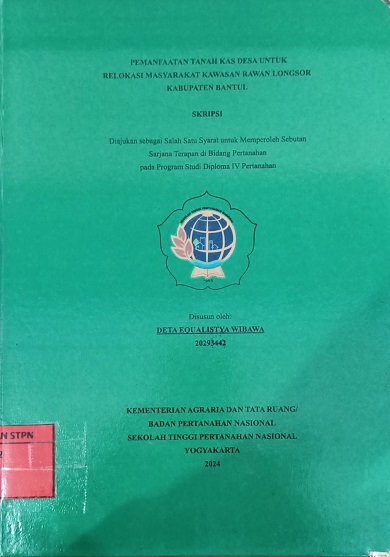 PEMANFAATAN TANAH KAS DESA UNTUK
RELOKASI MASYARAKAT KAWASAN RAWAN LONGSOR
KABUPATEN BANTUL
SKRIPSI
Diajukan sebagai Salah Satu Syarat untuk Memperoleh Sebutan
Sarjana Terapan di Bidang Pertanahan
pada Program Studi Diploma IV Pertanahan
Disusun oleh:
DETA EQUALISTYA WIBAWA
20293442
AN STPN
KEMENTERIAN AGRARIA DAN TATA RUANG/
BADAN PERTANAHAN NASIONAL
SEKOLAH TINGGI PERTANAHAN NASIONAL
YOGYAKARTA
2024